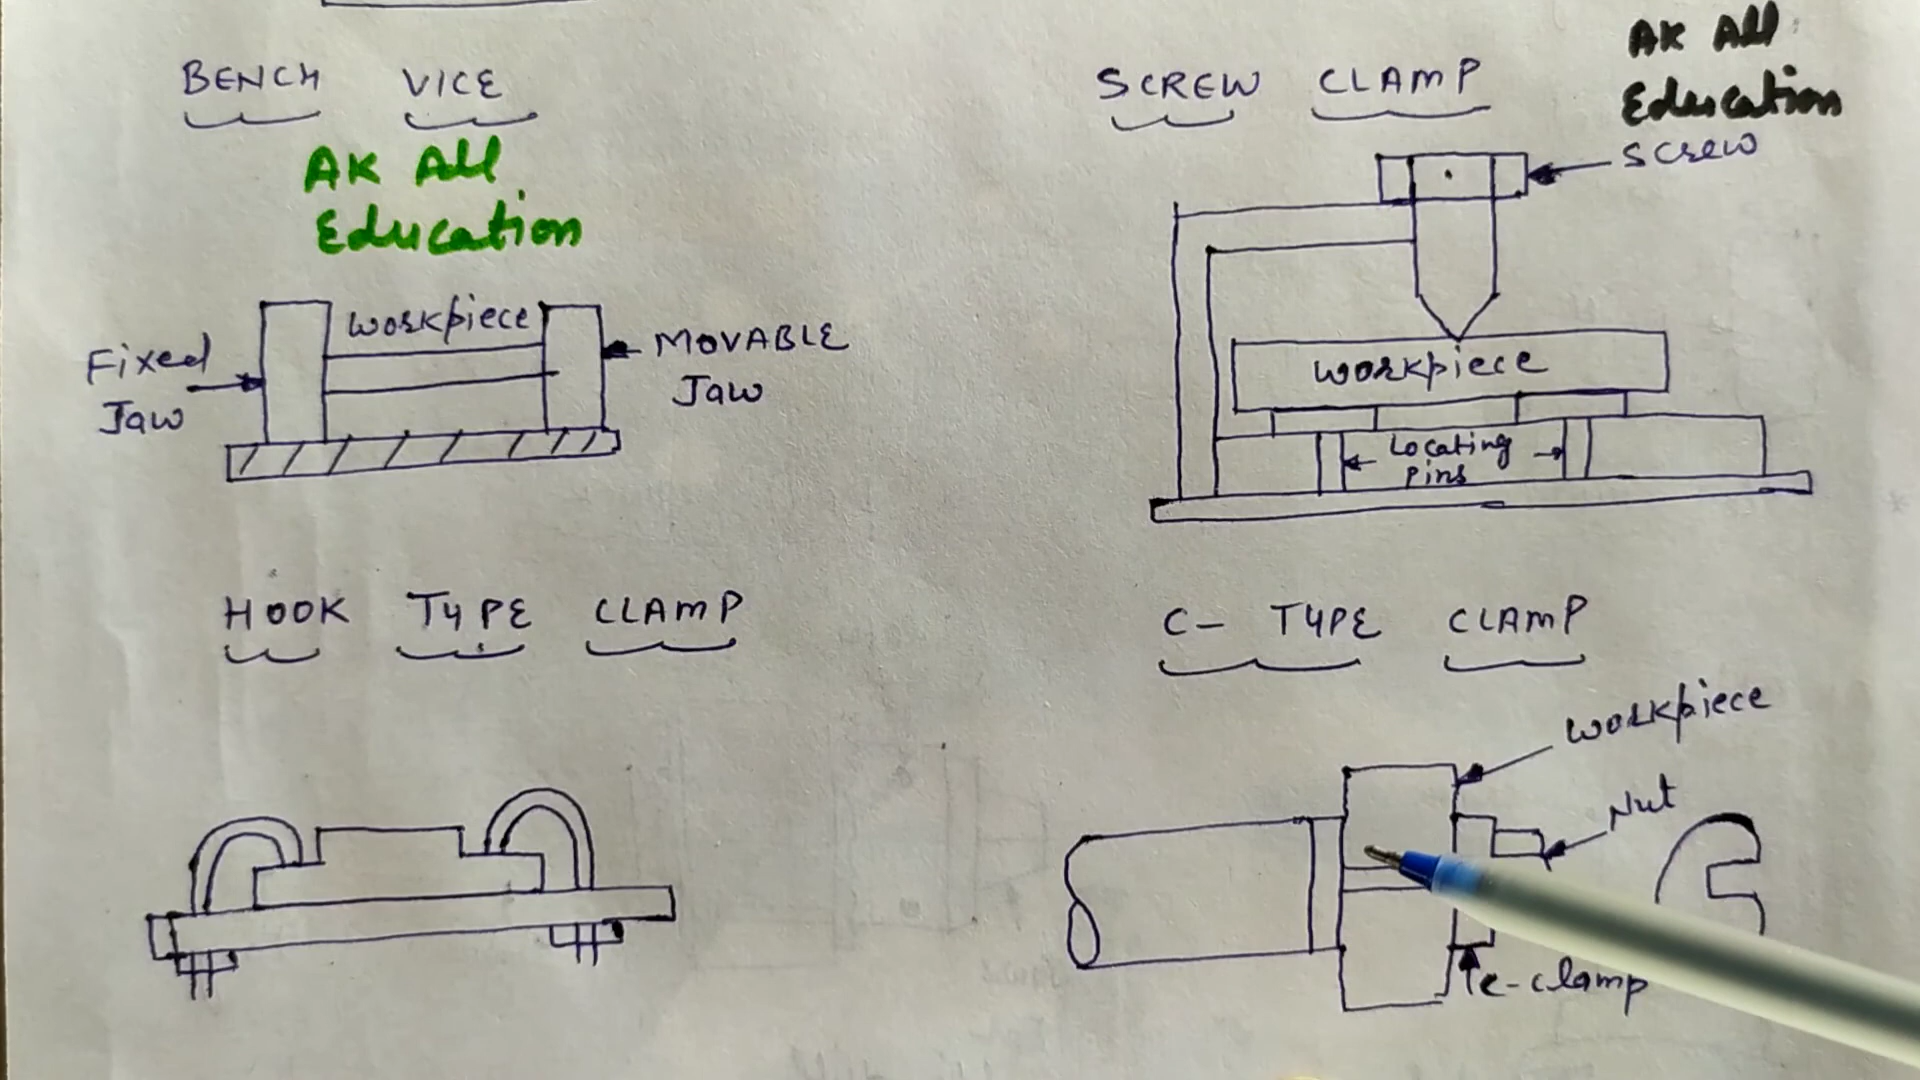 BENCH VICE
AK All
Education
Fixed
Jaw
workpiece
MOVABLE
Jaw
SCREW CLAMP
AK All
Education
screw
workpiece
Locating
pins
HOOK TYPE CLAMP
C- TYPE CLAMP
workpiece
Nut
c-clamp